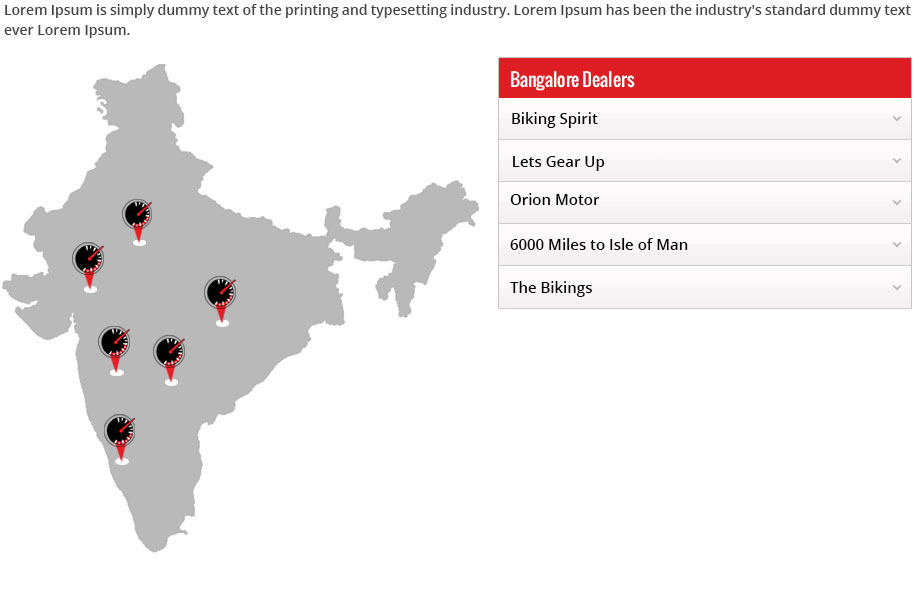 Lorem Ipsum is simply dummy text of the printing and typesetting industry. Lorem Ipsum has been the industry's standard dummy text
ever Lorem Ipsum.
S
Bangalore Dealers
Biking Spirit
Lets Gear Up
Orion Motor
6000 Miles to Isle of Man
The Bikings